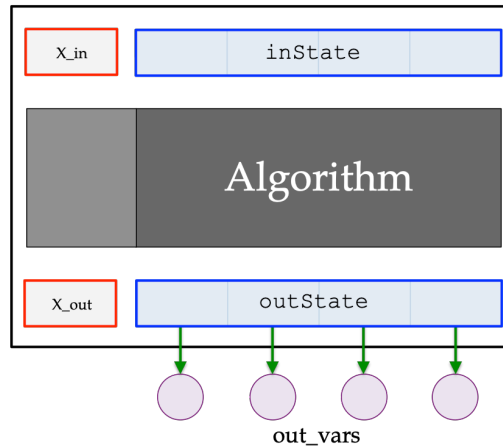 X_in
inState
Algorithm
X_out
outState
out_vars